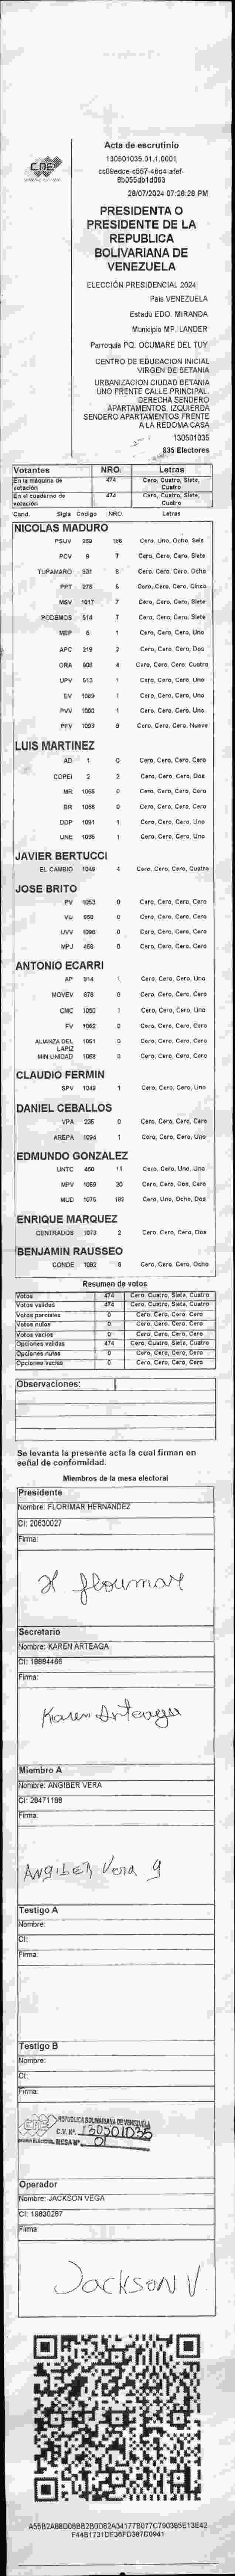 CNE
Acta de escrutinio
130501035.01.1.0001
28/07/2024 07:28:28 PM
PRESIDENTA O
PRESIDENTE DE LA
REPUBLICA
BOLIVARIANA DE
VENEZUELA
ELECCIÓN PRESIDENCIAL 2024
Pais VENEZUELA
Estado EDO. MIRANDA
Municipio MP. LANDER
Parroquia PQ. OCUMARE DEL TUY
CENTRO DE EDUCACION INICIAL
VIRGEN DE BETANIA
URBANIZACION CIUDAD BETANIA
UNO FRENTE CALLE PRINCIPAL.
DERECHA SENDERO
APARTAMENTOS. IZQUIERDA
SENDERO APARTAMENTOS FRENTE
A LA REDOMA CASA
130501035
835 Electores
Votantes NRO. Letras
En la máquina de votación 474 Cero, Cuatro, Siete, Cuatro
En el cuaderno de votación 474 Cero, Cuatro, Siete, Cuatro
Cand. Sigla Codigo NRO. Letras
NICOLAS MADURO
PSUV 269 186 Cero, Uno, Ocho, Seis
PCV 9 7 Cero, Cero, Cero, Siete
TUPAMARO 531 8 Cero, Cero, Cero, Ocho
PPT 275 5 Cero, Cero, Cero, Cinco
MSV 1017 7 Cero, Cero, Cero, Siete
PODEMOS 514 7 Cero, Cero, Cero, Siete
MEP 6 1 Cero, Cero, Cero, Uno
APC 219 2 Cero, Cero, Cero, Dos
ORA 908 4 Cero, Cero, Cero, Cuatro
UPV 513 1 Cero, Cero, Cero, Uno
EV 1069 1 Cero, Cero, Cero, Uno
PVV 1090 1 Cero, Cero, Cero, Uno
PFV 1093 9 Cero, Cero, Cero, Nueve
LUIS MARTINEZ
AD 1 0 Cero, Cero, Cero, Cero
COPEI 2 2 Cero, Cero, Cero, Dos
MR 1056 0 Cero, Cero, Cero, Cero
BR 1066 0 Cero, Cero, Cero, Cero
DDP 1091 1 Cero, Cero, Cero, Uno
UNE 1095 1 Cero, Cero, Cero, Uno
JAVIER BERTUCCI
EL CAMBIO 1046 4 Cero, Cero, Cero, Cuatro
JOSE BRITO
PV 1053 0 Cero, Cero, Cero, Cero
VU 669 0 Cero, Cero, Cero, Cero
UVV 1096 0 Cero, Cero, Cero, Cero
MPJ 458 0 Cero, Cero, Cero, Cero
ANTONIO ECARRI
AP 814 1 Cero, Cero, Cero, Uno
MOVEV 878 0 Cero, Cero, Cero, Cero
CMC 1050 1 Cero, Cero, Cero, Uno
FV 1062 0 Cero, Cero, Cero, Cero
ALIANZA DEL LAPIZ 1051 0 Cero, Cero, Cero, Cero
MIN UNIDAD 1068 0 Cero, Cero, Cero, Cero
CLAUDIO FERMIN
SPV 1049 1 Cero, Cero, Cero, Uno
DANIEL CEBALLOS
VPA 235 0 Cero, Cero, Cero, Cero
AREPA 1094 1 Cero, Cero, Cero, Uno
EDMUNDO GONZALEZ
UNTC 460 11 Cero, Cero, Uno, Uno
MPV 1069 20 Cero, Cero, Dos, Cero
MUD 1075 182 Cero, Uno, Ocho, Dos
ENRIQUE MARQUEZ
CENTRADOS 1073 2 Cero, Cero, Cero, Dos
BENJAMIN RAUSSEO
CONDE 1092 8 Cero, Cero, Cero, Ocho
Resumen de votos
Votos 474 Cero, Cuatro, Siete, Cuatro
Votos validos 474 Cero, Cuatro, Siete, Cuatro
Votos parciales 0 Cero, Cero, Cero, Cero
Votos nulos 0 Cero, Cero, Cero, Cero
Votos vacios 0 Cero, Cero, Cero, Cero
Opciones validas 474 Cero, Cuatro, Siete, Cuatro
Opciones nulas 0 Cero, Cero, Cero, Cero
Opciones vacias 0 Cero, Cero, Cero, Cero
Observaciones:
Se levanta la presente acta la cual firman en
señal de conformidad.
Miembros de la mesa electoral
Presidente
Nombre: FLORIMAR HERNANDEZ
CI: 20630027
Firma:
Secretario
Nombre: KAREN ARTEAGA
CI: 18864466
Firma:
Karen Arteaga
Miembro A
Nombre: ANGIBER VERA
CI: 28471188
Firma:
Angiber Vera g
Testigo A
Nombre:
CI:
Firma:
Testigo B
Nombre:
CI:
Firma:
CNE REPUBLICA BOLIVARIANA DE VENEZUELA
C.V. Nº 130501035
MESA Nº 01
Operador
Nombre: JACKSON VEGA
CI: 19830287
Firma:
Jackson V